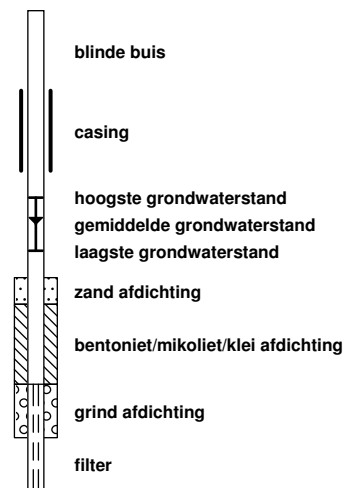 blinde buis
casing
hoogste grondwaterstand
gemiddelde grondwaterstand
laagste grondwaterstand
zand afdichting
bentoniet/mikoliet/klei afdichting
grind afdichting
filter